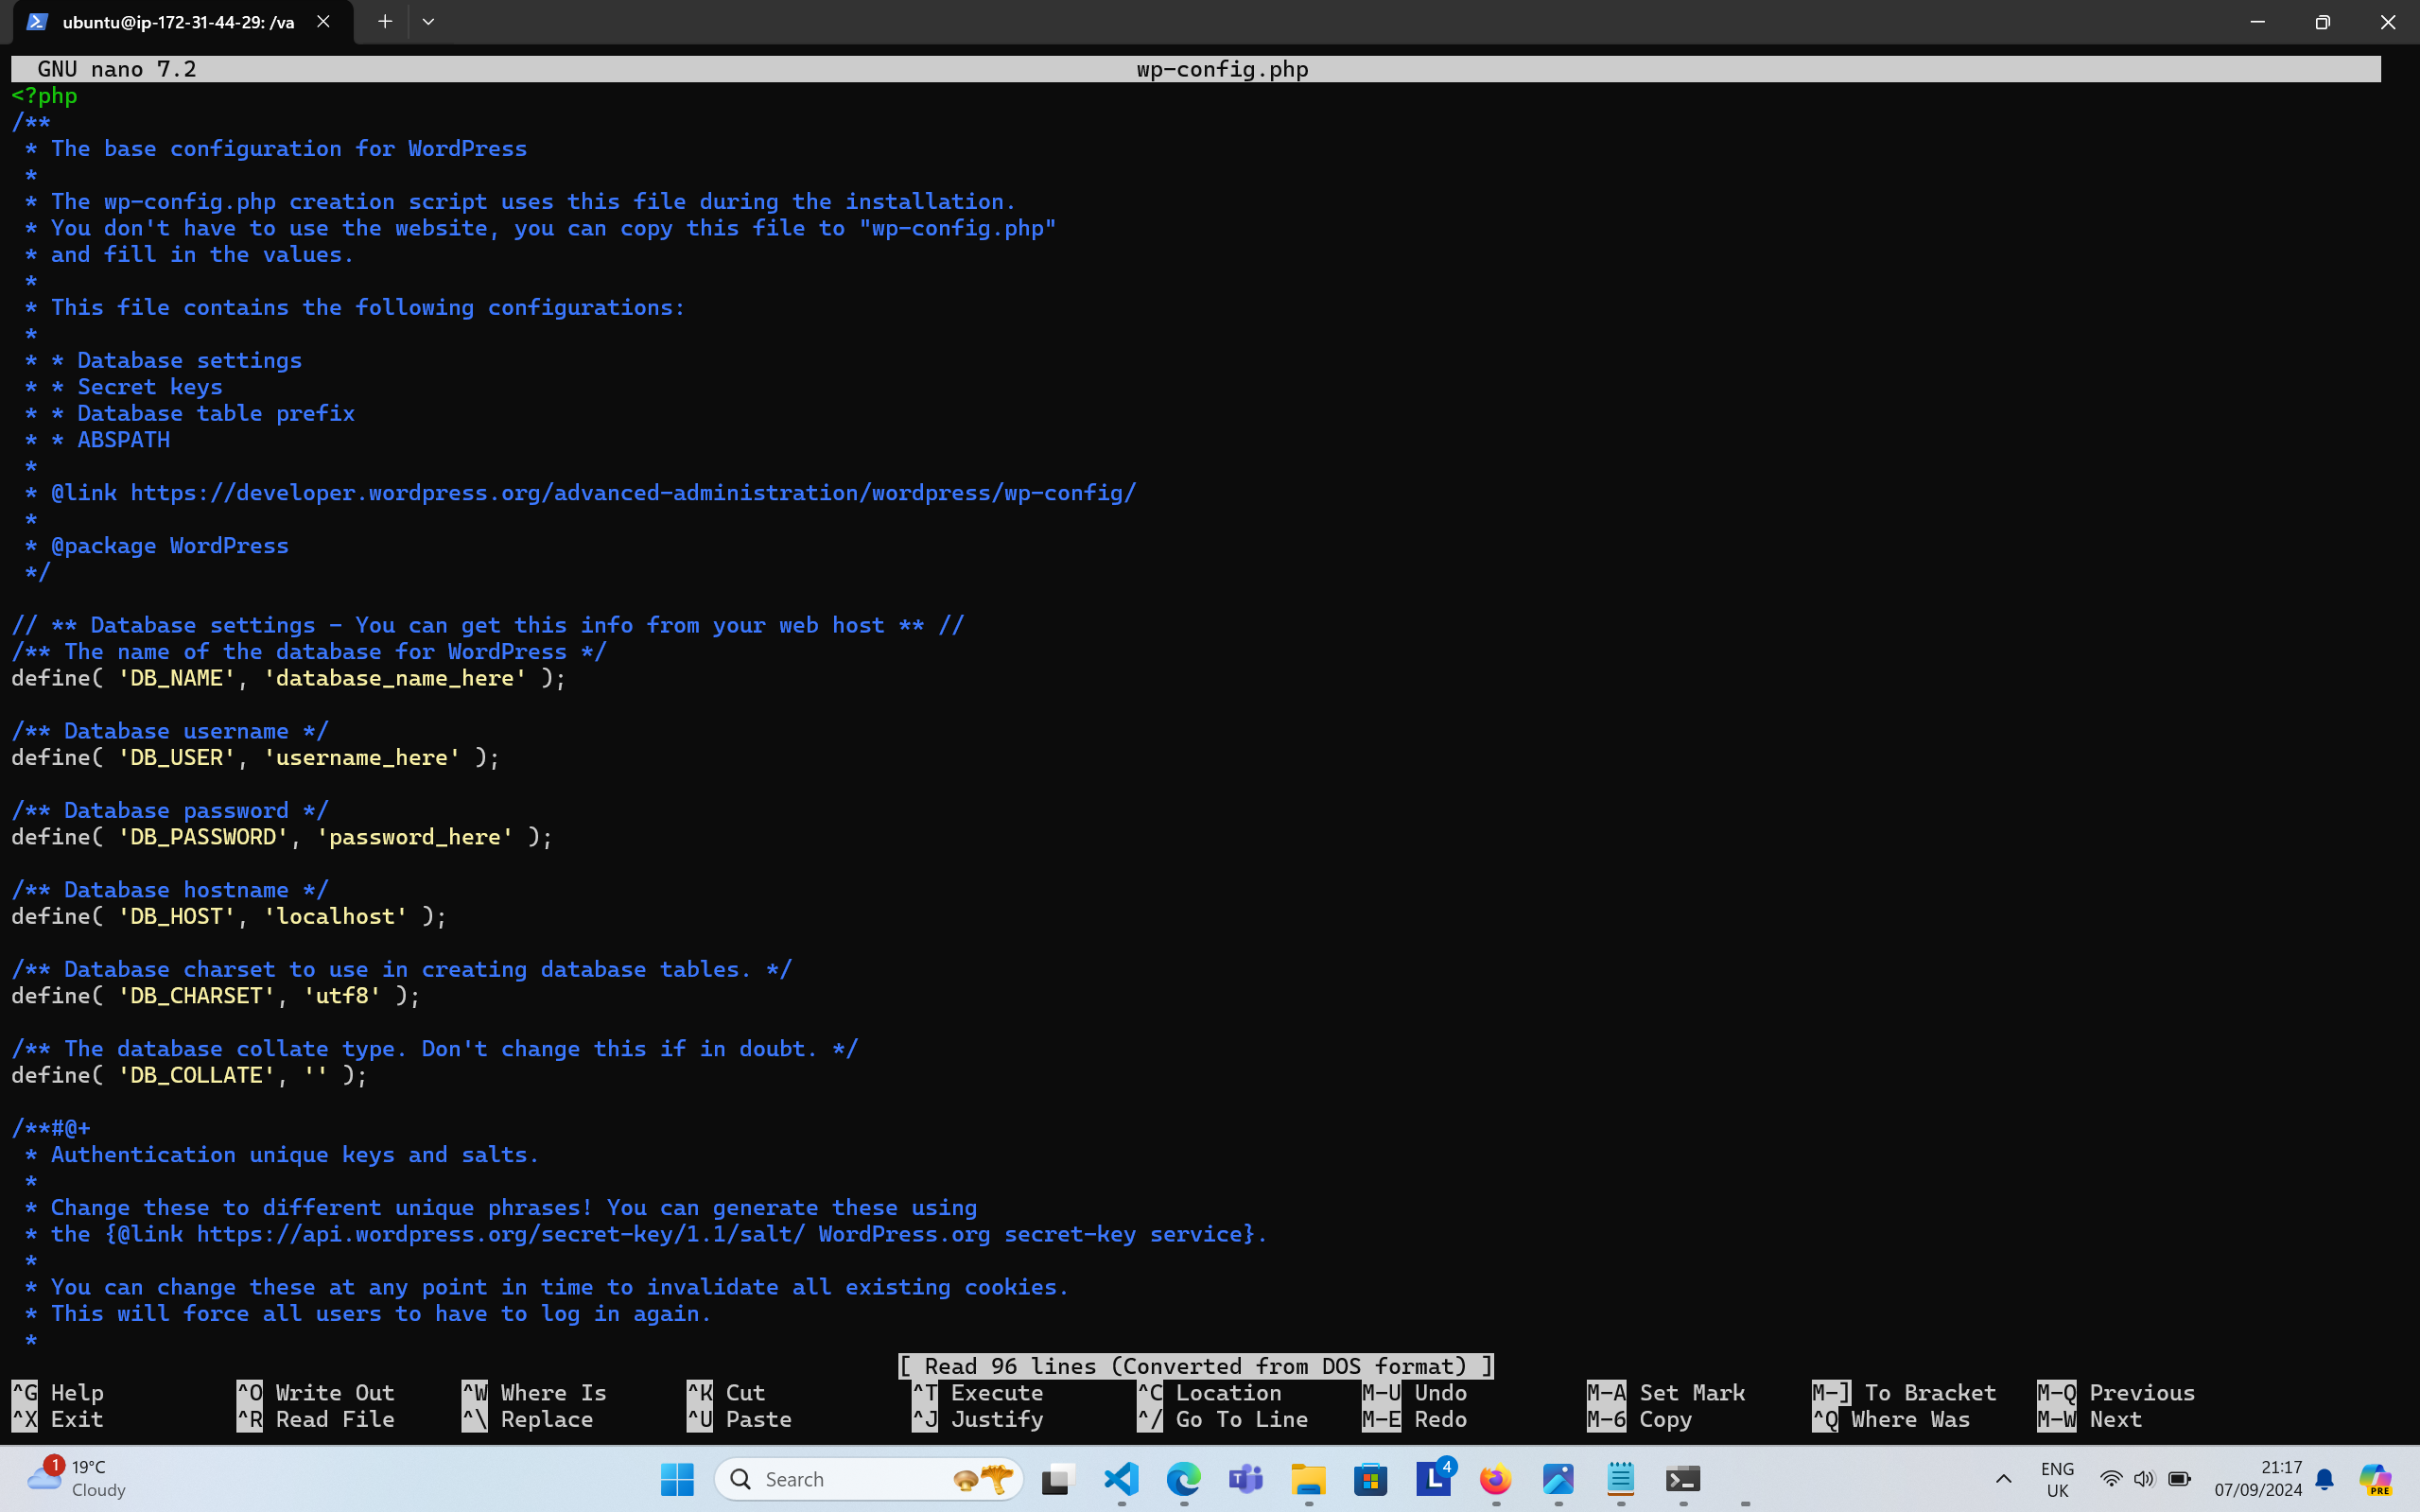 ubuntu@ip-172-31-44-29: /va
GNU nano 7.2 wp-config.php
<?php
/**
 * The base configuration for WordPress
 *
 * The wp-config.php creation script uses this file during the installation.
 * You don't have to use the website, you can copy this file to "wp-config.php"
 * and fill in the values.
 *
 * This file contains the following configurations:
 *
 * * Database settings
 * * Secret keys
 * * Database table prefix
 * * ABSPATH
 *
 * @link https://developer.wordpress.org/advanced-administration/wordpress/wp-config/
 *
 * @package WordPress
 */

// ** Database settings - You can get this info from your web host ** //
/** The name of the database for WordPress */
define( 'DB_NAME', 'database_name_here' );

/** Database username */
define( 'DB_USER', 'username_here' );

/** Database password */
define( 'DB_PASSWORD', 'password_here' );

/** Database hostname */
define( 'DB_HOST', 'localhost' );

/** Database charset to use in creating database tables. */
define( 'DB_CHARSET', 'utf8' );

/** The database collate type. Don't change this if in doubt. */
define( 'DB_COLLATE', '' );

/**#@+
 * Authentication unique keys and salts.
 *
 * Change these to different unique phrases! You can generate these using
 * the {@link https://api.wordpress.org/secret-key/1.1/salt/ WordPress.org secret-key service}.
 *
 * You can change these at any point in time to invalidate all existing cookies.
 * This will force all users to have to log in again.
 *
[ Read 96 lines (Converted from DOS format) ]
^G Help ^O Write Out ^W Where Is ^K Cut ^T Execute ^C Location M-U Undo M-A Set Mark M-] To Bracket M-Q Previous
^X Exit ^R Read File ^\ Replace ^U Paste ^J Justify ^/ Go To Line M-E Redo M-6 Copy ^Q Where Was M-W Next
1 19°C
Cloudy
Search
T
L 4
ENG
UK
21:17
07/09/2024
PRE